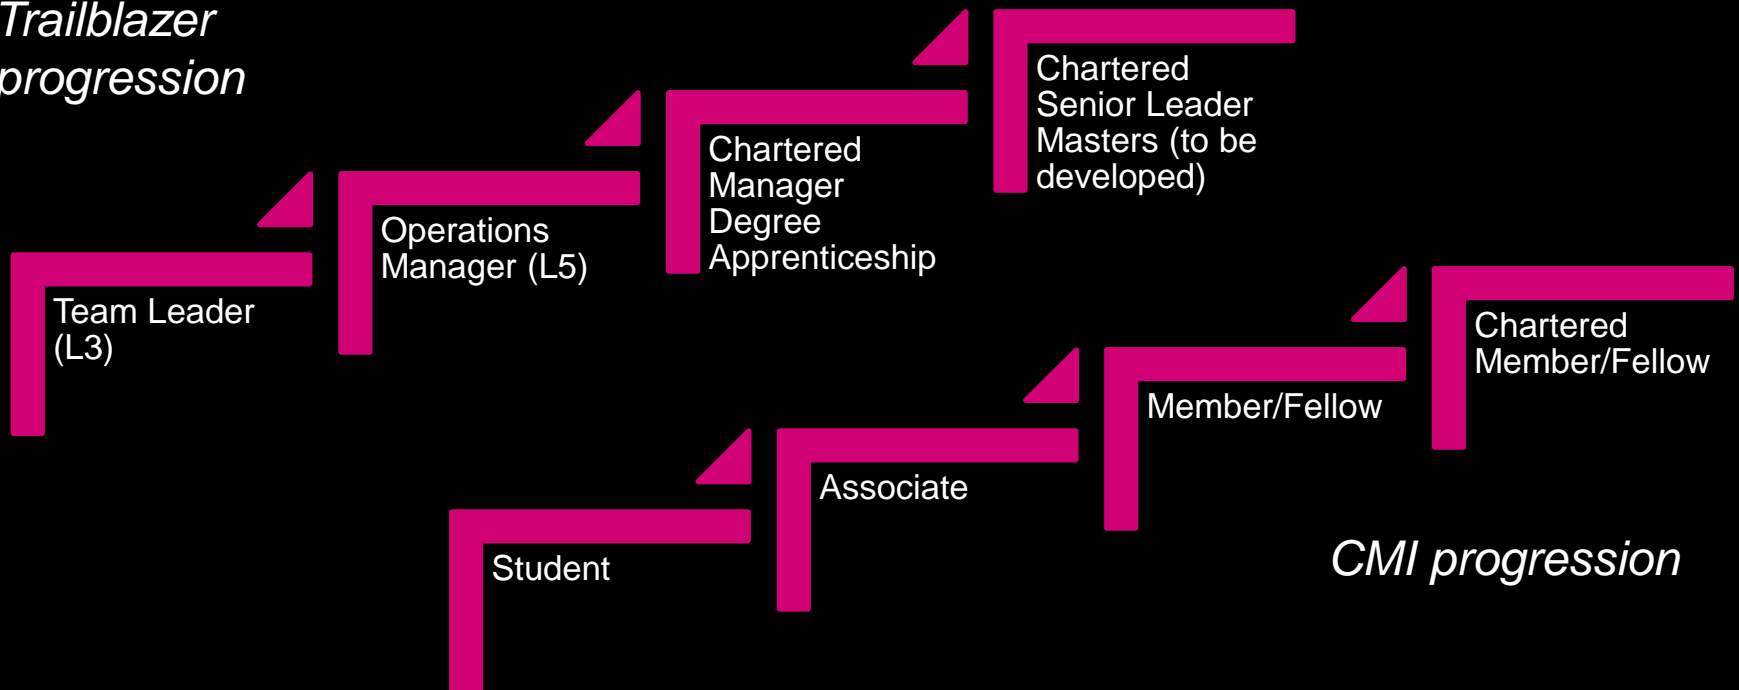 Trailblazer
progression
Team Leader
(L3)
Operations
Manager (L5)
Chartered
Manager
Degree
Apprenticeship
Chartered
Senior Leader
Masters (to be
developed)
Student
Associate
Member/Fellow
Chartered
Member/Fellow
CMI progression